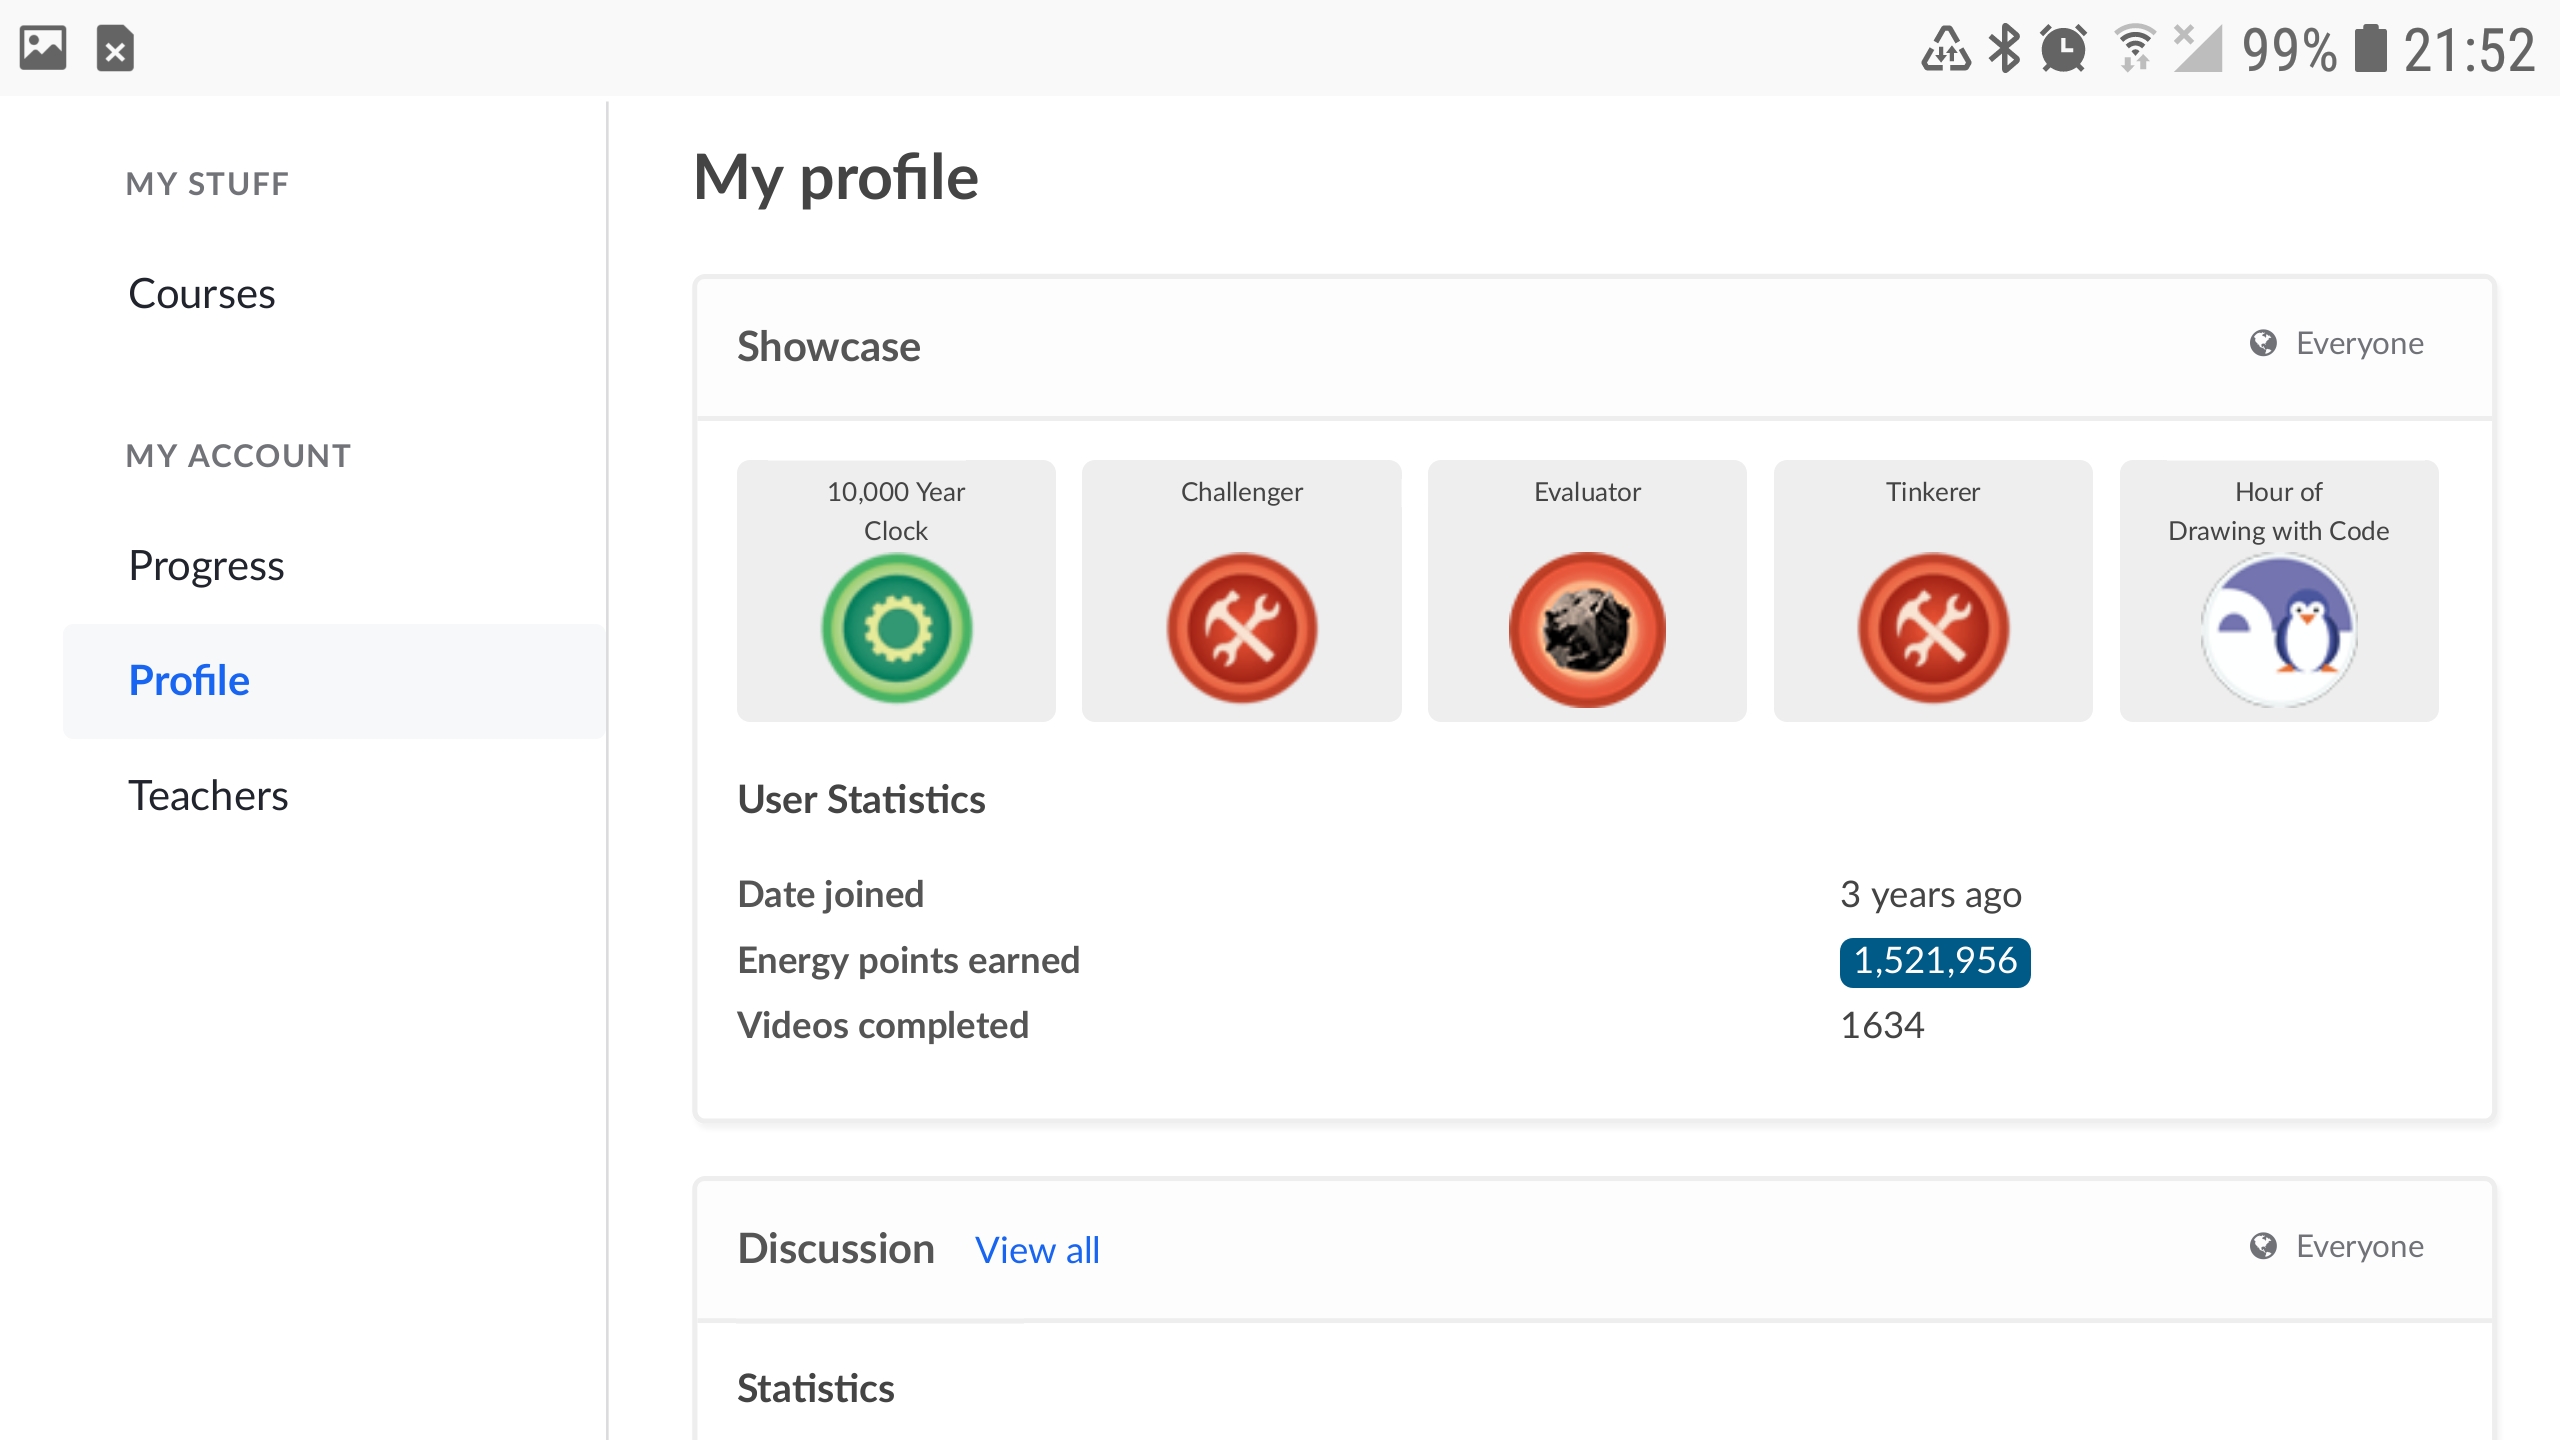 99% 21:52
MY STUFF
Courses
MY ACCOUNT
Progress
Profile
Teachers
My profile
Showcase
Everyone
10,000 Year
Clock
Challenger
Evaluator
Tinkerer
Hour of
Drawing with Code
User Statistics
Date joined 3 years ago
Energy points earned 1,521,956
Videos completed 1634
Discussion View all
Everyone
Statistics